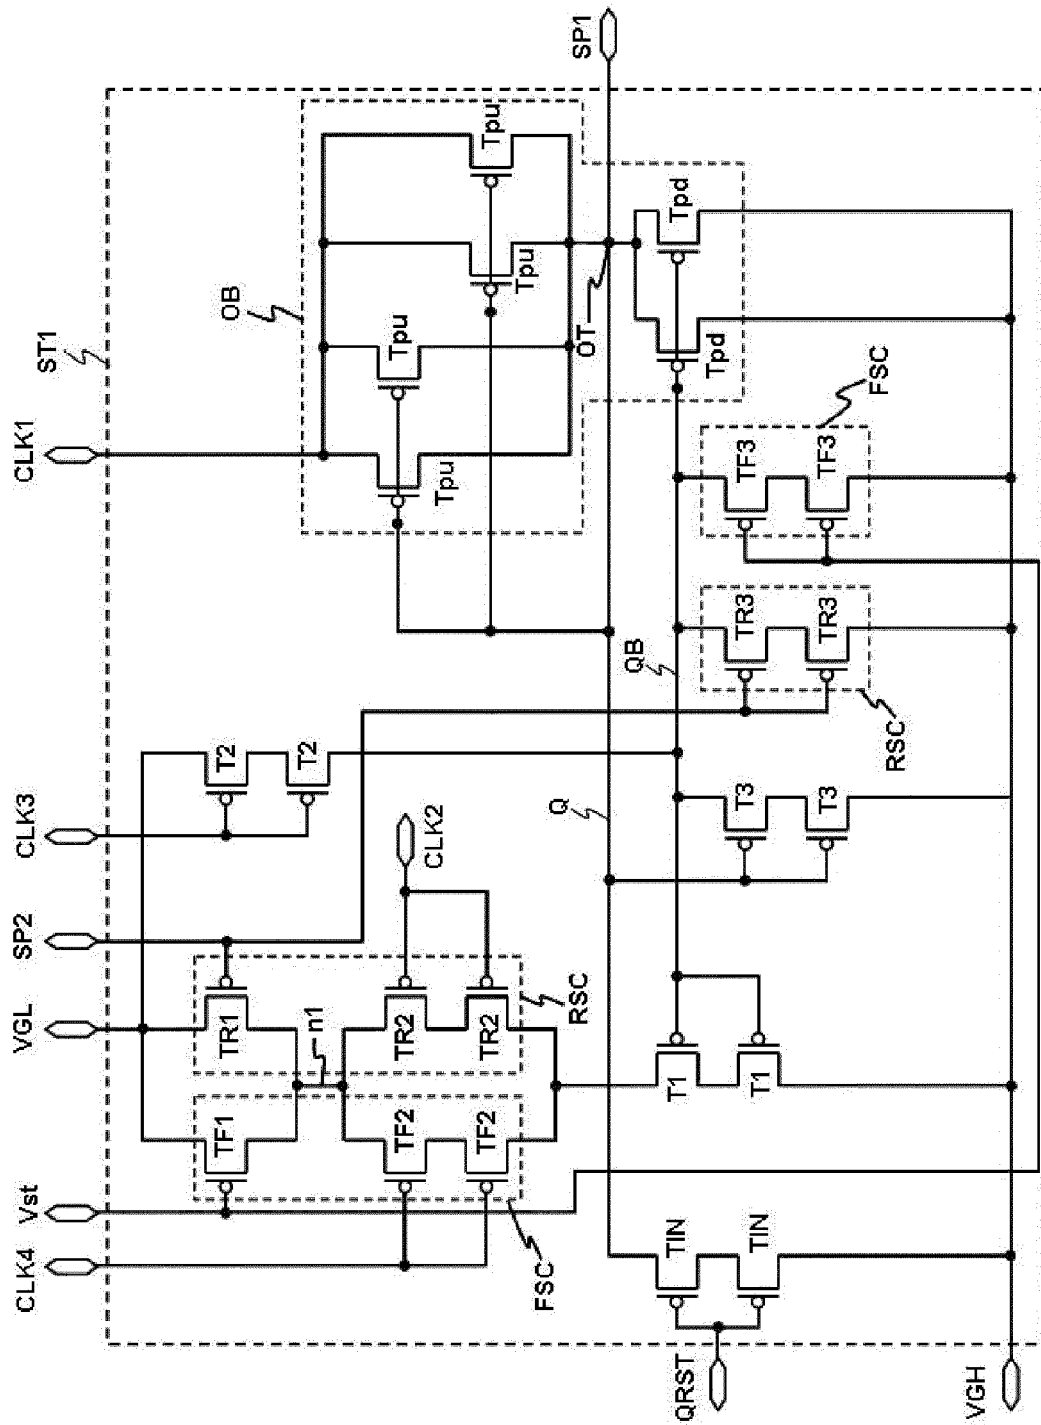 CLK4
Vst
VGL
SP2
CLK3
CLK1
ST1
OB
TF1
TR1
T2
T2
n1
TF2
TF2
TR2
TR2
FSC
RSC
CLK2
Tpu
Tpu
Tpu
Tpu
Q
OT
SP1
QB
TIN
TIN
T1
T1
T3
T3
TR3
TR3
TF3
TF3
Tpd
Tpd
RSC
FSC
QRST
VGH